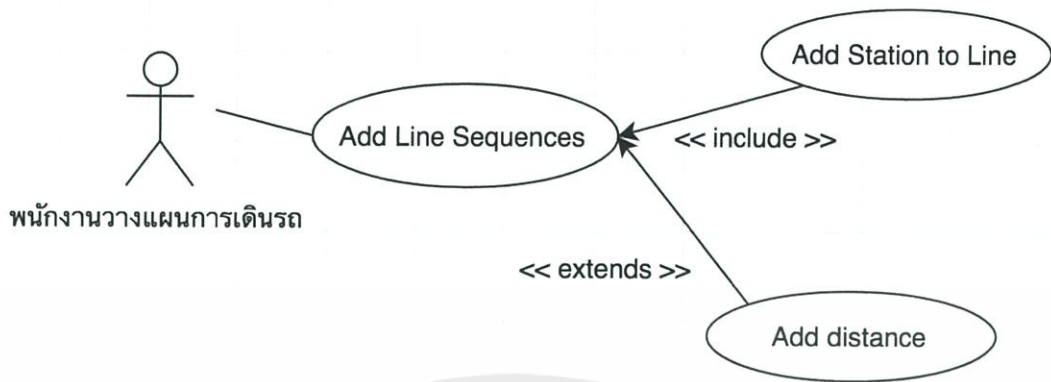 Add Station to Line
Add Line Sequences
<< include >>
พนักงานวางแผนการเดินรถ
<< extends >>
Add distance